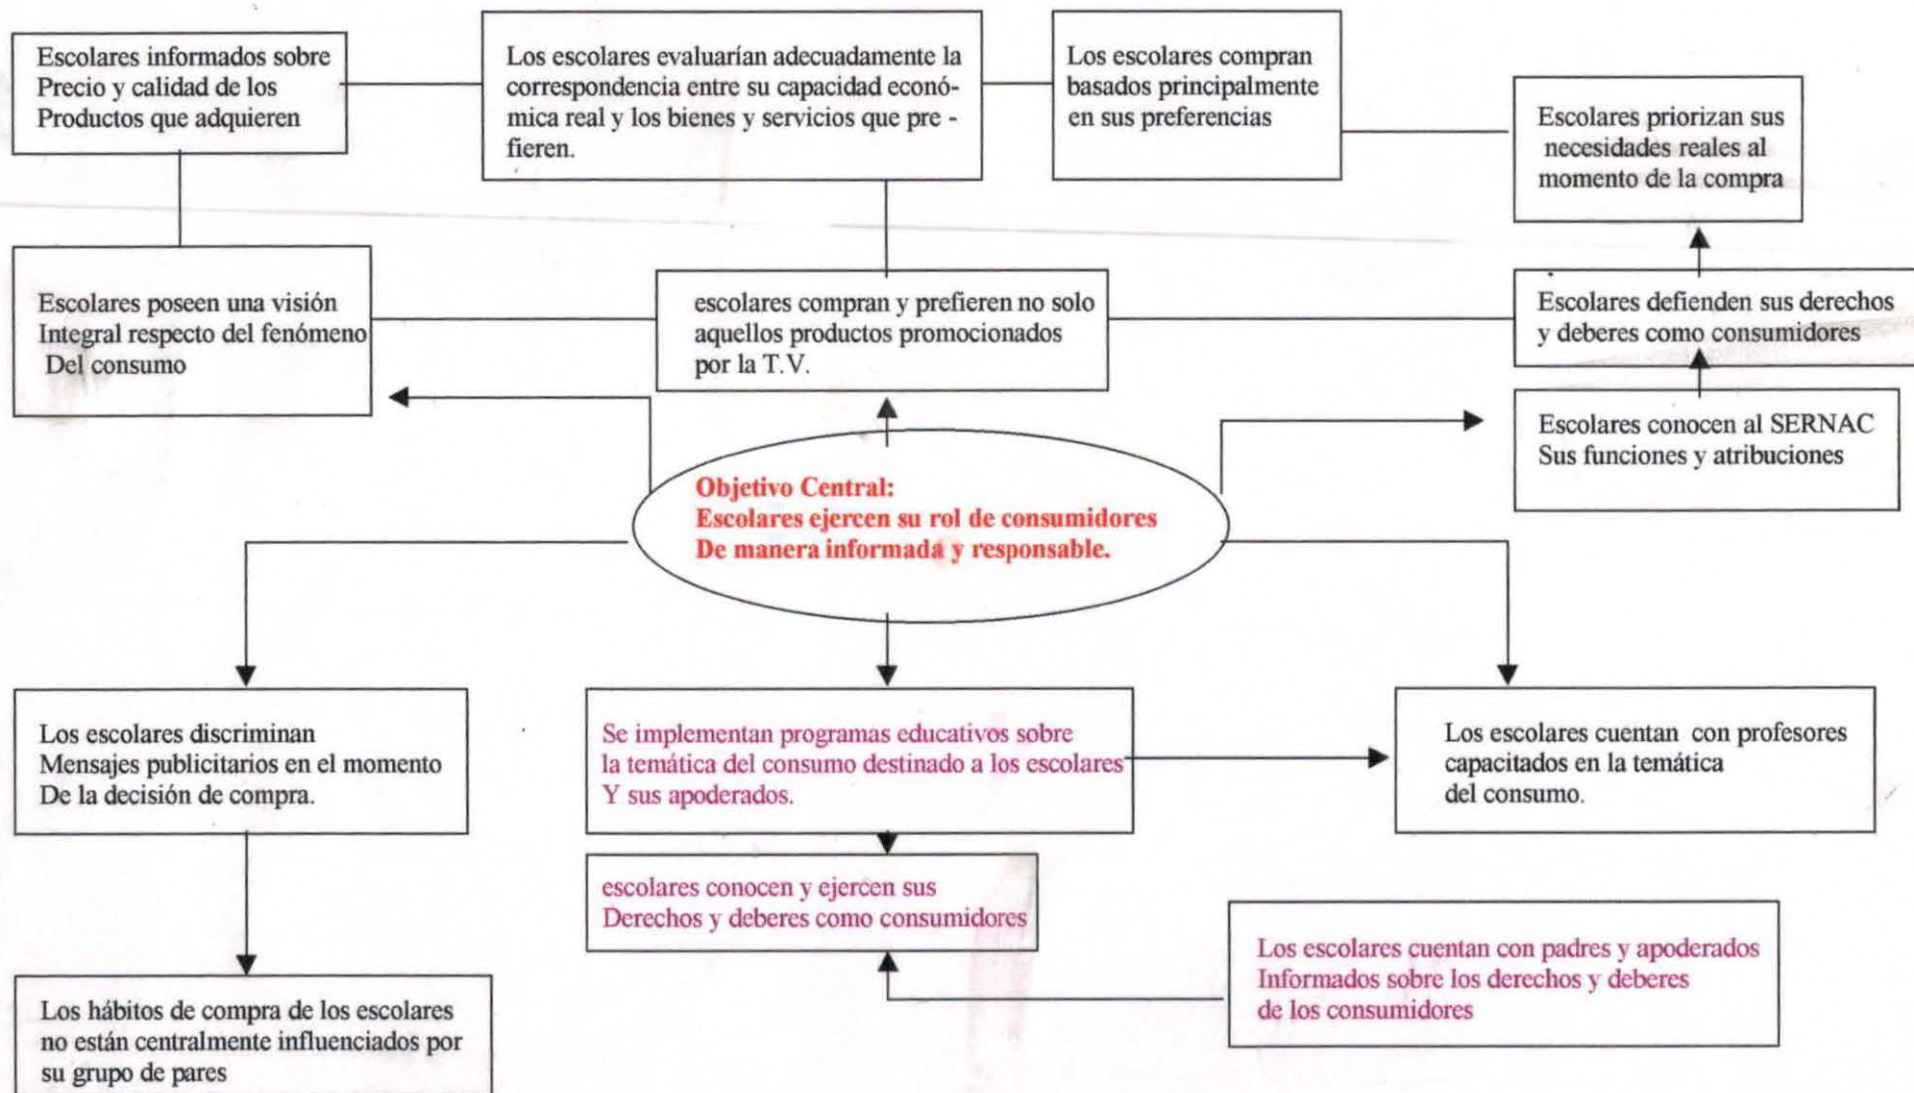 Escolares informados sobre
Precio y calidad de los
Productos que adquieren
Los escolares evaluarían adecuadamente la
correspondencia entre su capacidad econó-
mica real y los bienes y servicios que pre -
fieren.
Los escolares compran
basados principalmente
en sus preferencias
Escolares priorizan sus
necesidades reales al
momento de la compra
Escolares poseen una visión
Integral respecto del fenómeno
Del consumo
escolares compran y prefieren no solo
aquellos productos promocionados
por la T.V.
Escolares defienden sus derechos
y deberes como consumidores
Escolares conocen al SERNAC
Sus funciones y atribuciones
Objetivo Central:
Escolares ejercen su rol de consumidores
De manera informada y responsable.
Los escolares discriminan
Mensajes publicitarios en el momento
De la decisión de compra.
Se implementan programas educativos sobre
la temática del consumo destinado a los escolares
Y sus apoderados.
Los escolares cuentan con profesores
capacitados en la temática
del consumo.
escolares conocen y ejercen sus
Derechos y deberes como consumidores
Los escolares cuentan con padres y apoderados
Informados sobre los derechos y deberes
de los consumidores
Los hábitos de compra de los escolares
no están centralmente influenciados por
su grupo de pares